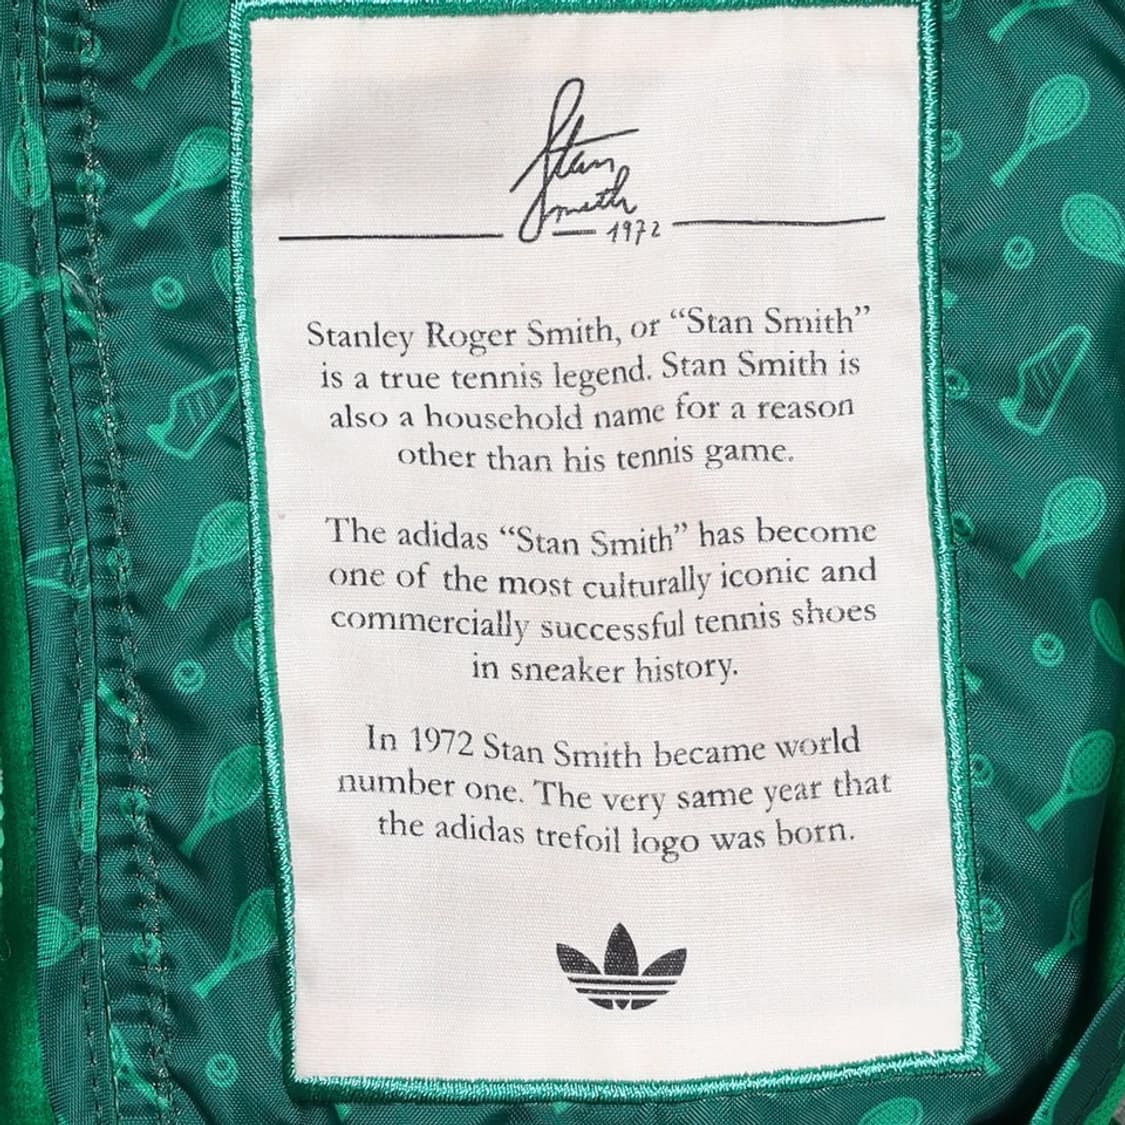 Stan
Smith
1972
Stanley Roger Smith, or “Stan Smith”
is a true tennis legend. Stan Smith is
also a household name for a reason
other than his tennis game.
The adidas “Stan Smith” has become
one of the most culturally iconic and
commercially successful tennis shoes
in sneaker history.
In 1972 Stan Smith became world
number one. The very same year that
the adidas trefoil logo was born.